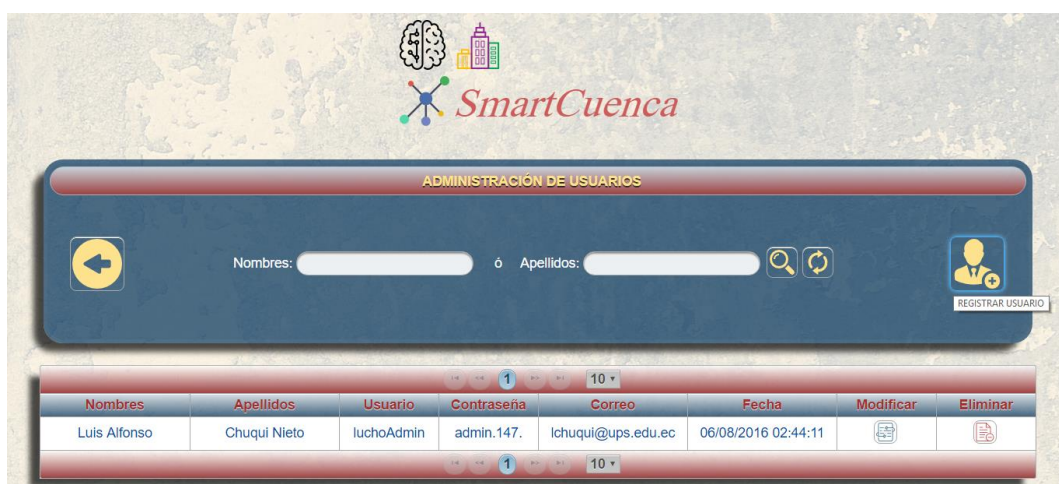 SmartCuenca
ADMINISTRACIÓN DE USUARIOS
Nombres: ó Apellidos:
REGISTRAR USUARIO
1 10
Nombres Apellidos Usuario Contraseña Correo Fecha Modificar Eliminar
Luis Alfonso Chuqui Nieto luchoAdmin admin.147. lchuqui@ups.edu.ec 06/08/2016 02:44:11
1 10